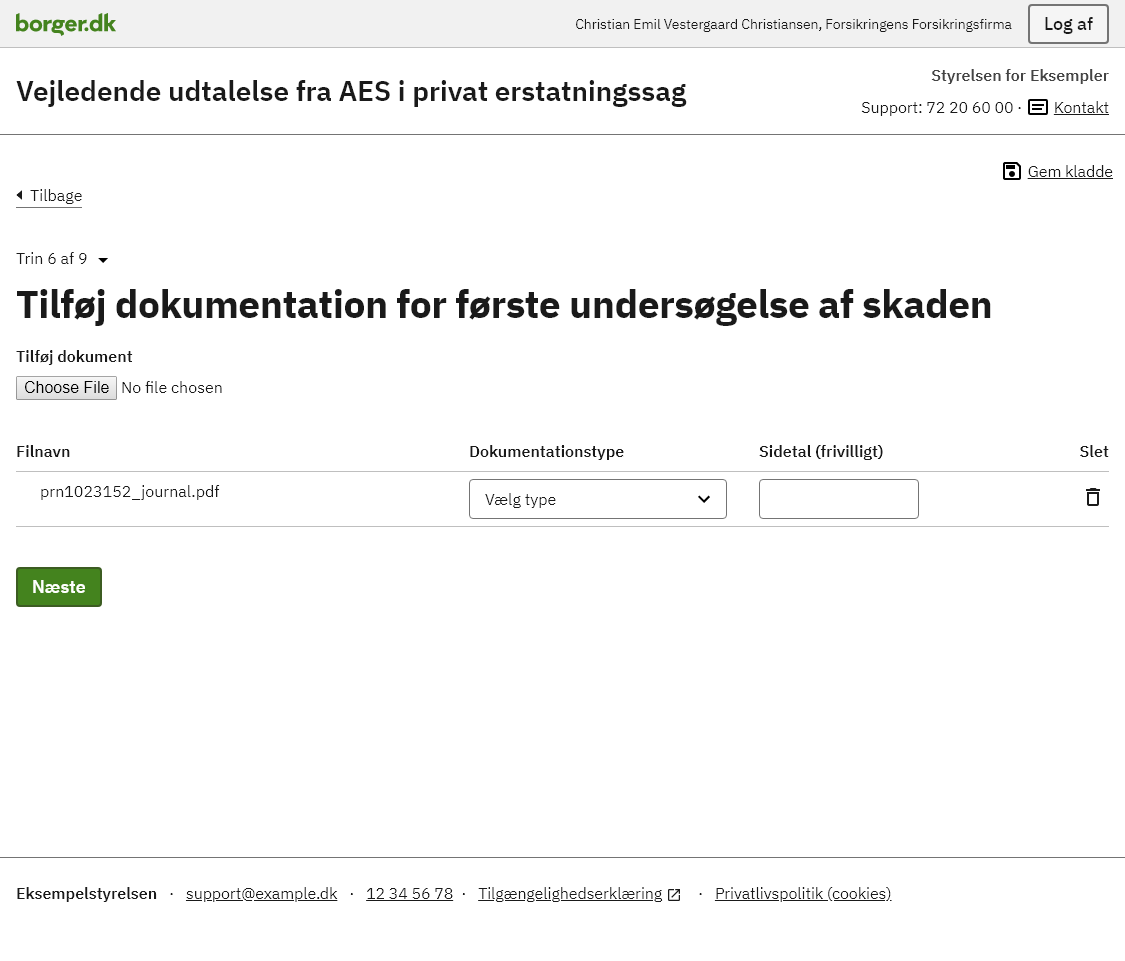 borger.dk
Christian Emil Vestergaard Christiansen, Forsikringens Forsikringsfirma
Log af
Vejledende udtalelse fra AES i privat erstatningssag
Styrelsen for Eksempler
Support: 72 20 60 00 · Kontakt
Gem kladde
Tilbage
Trin 6 af 9
Tilføj dokumentation for første undersøgelse af skaden
Tilføj dokument
Choose File No file chosen
Filnavn Dokumentationstype Sidetal (frivilligt) Slet
prn1023152_journal.pdf Vælg type
Næste
Eksempelstyrelsen · support@example.dk · 12 34 56 78 · Tilgængelighedserklæring · Privatlivspolitik (cookies)